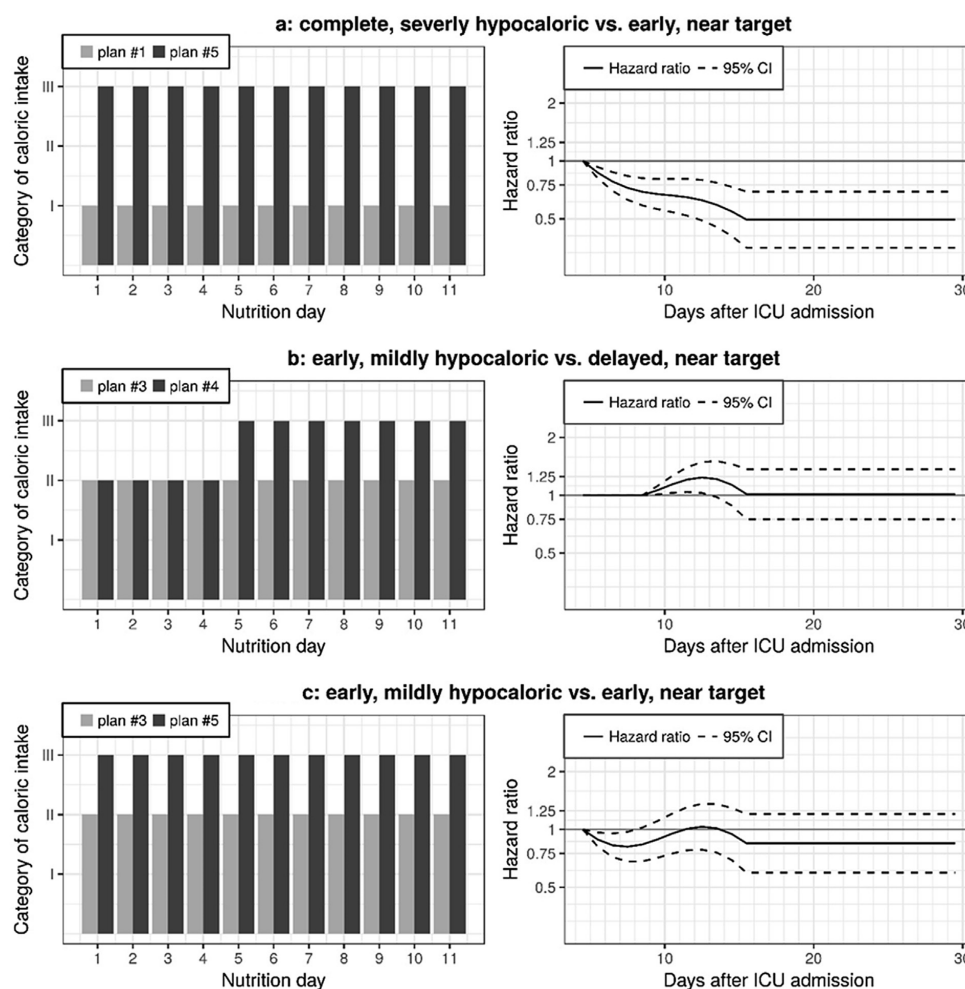 a: complete, severly hypocaloric vs. early, near target
plan #1 plan #5
Category of caloric intake
III
II
I
1 2 3 4 5 6 7 8 9 10 11
Nutrition day
Hazard ratio 95% CI
Hazard ratio
2
1.25
1
0.75
0.5
10 20 30
Days after ICU admission
b: early, mildly hypocaloric vs. delayed, near target
plan #3 plan #4
Category of caloric intake
III
II
I
1 2 3 4 5 6 7 8 9 10 11
Nutrition day
Hazard ratio 95% CI
Hazard ratio
2
1.25
1
0.75
0.5
10 20 30
Days after ICU admission
c: early, mildly hypocaloric vs. early, near target
plan #3 plan #5
Category of caloric intake
III
II
I
1 2 3 4 5 6 7 8 9 10 11
Nutrition day
Hazard ratio 95% CI
Hazard ratio
2
1.25
1
0.75
0.5
10 20 30
Days after ICU admission